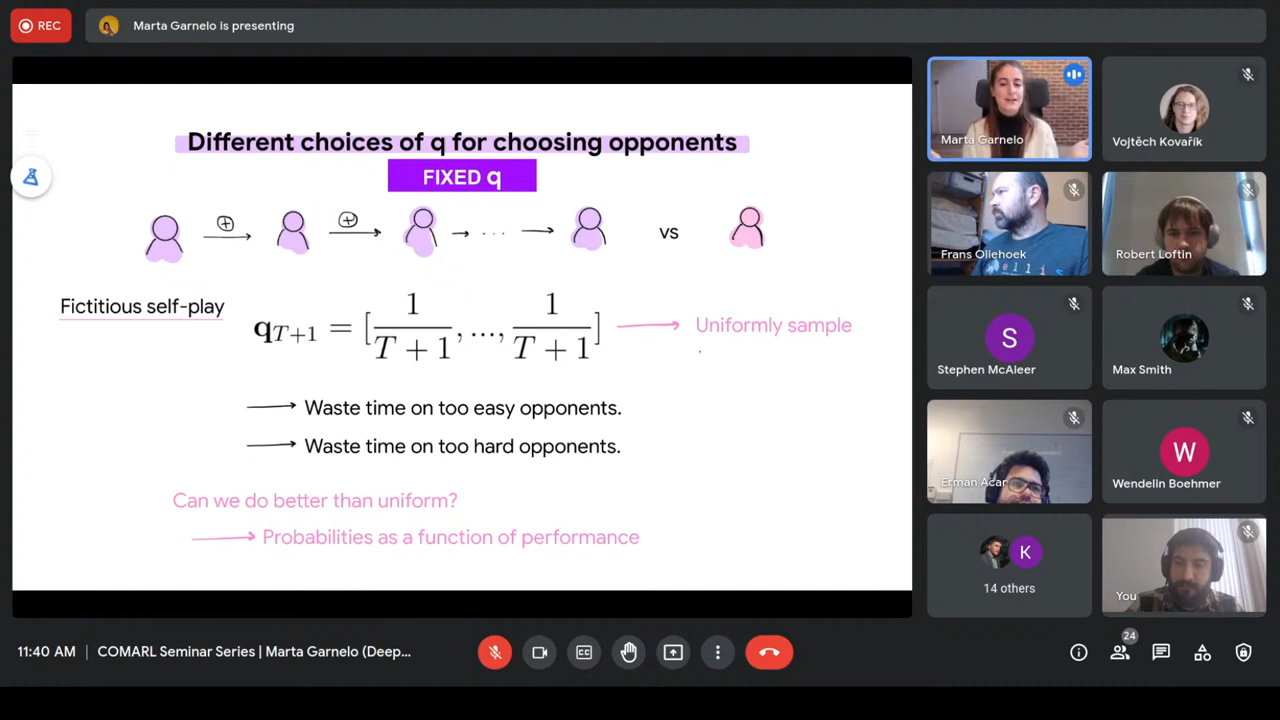 REC
Marta Garnelo is presenting
Different choices of q for choosing opponents
FIXED q
vs
Fictitious self-play
q_{T+1} = [1/(T+1), ..., 1/(T+1)]
Uniformly sample
Waste time on too easy opponents.
Waste time on too hard opponents.
Can we do better than uniform?
Probabilities as a function of performance
Marta Garnelo
Vojtěch Kovařík
Frans Oliehoek
Robert Loftin
S
Stephen McAleer
Max Smith
Erman Acar
W
Wendelin Boehmer
K
14 others
You
11:40 AM | COMARL Seminar Series | Marta Garnelo (Deep...
CC
24